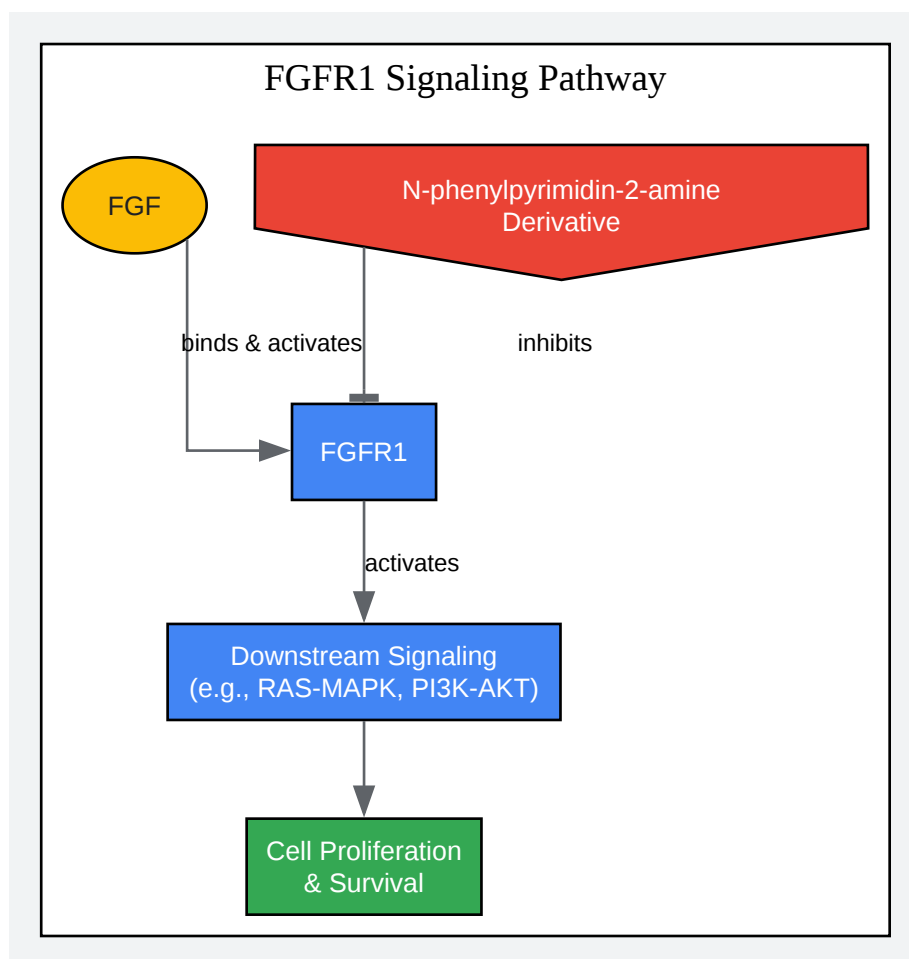 FGFR1 Signaling Pathway
FGF
N-phenylpyrimidin-2-amine
Derivative
binds & activates
inhibits
FGFR1
activates
Downstream Signaling
(e.g., RAS-MAPK, PI3K-AKT)
Cell Proliferation
& Survival